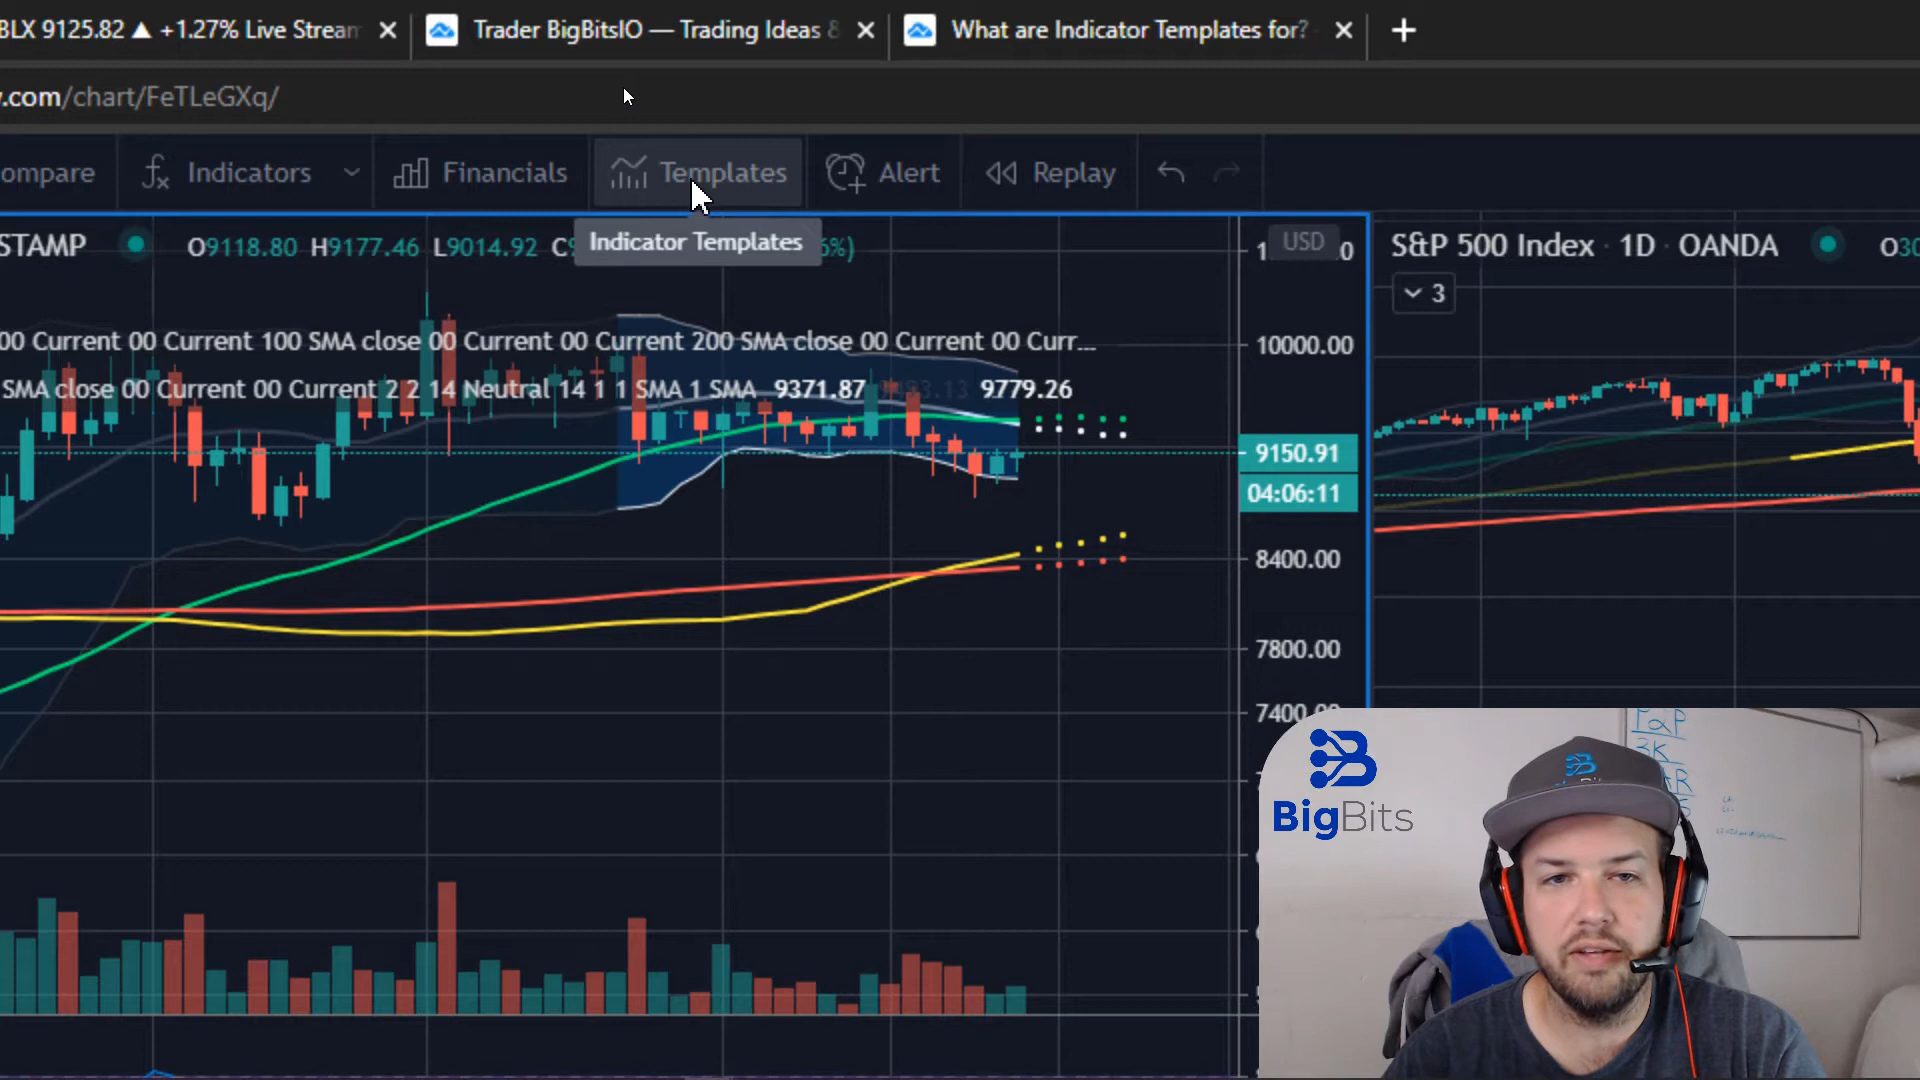 BLX 9125.82 ▲ +1.27% Live Stream
Trader BigBitsIO — Trading Ideas &
What are Indicator Templates for?
.com/chart/FeTLeGXq/
ompare
Indicators
Financials
Templates
Alert
Replay
Indicator Templates
STAMP
O9118.80 H9177.46 L9014.92 C
%)
USD
S&P 500 Index · 1D · OANDA
3
00 Current 00 Current 100 SMA close 00 Current 00 Current 200 SMA close 00 Current 00 Curr...
SMA close 00 Current 00 Current 2 2 14 Neutral 14 1 1 SMA 1 SMA 9371.87 9779.26
10000.00
9150.91
04:06:11
8400.00
7800.00
BigBits